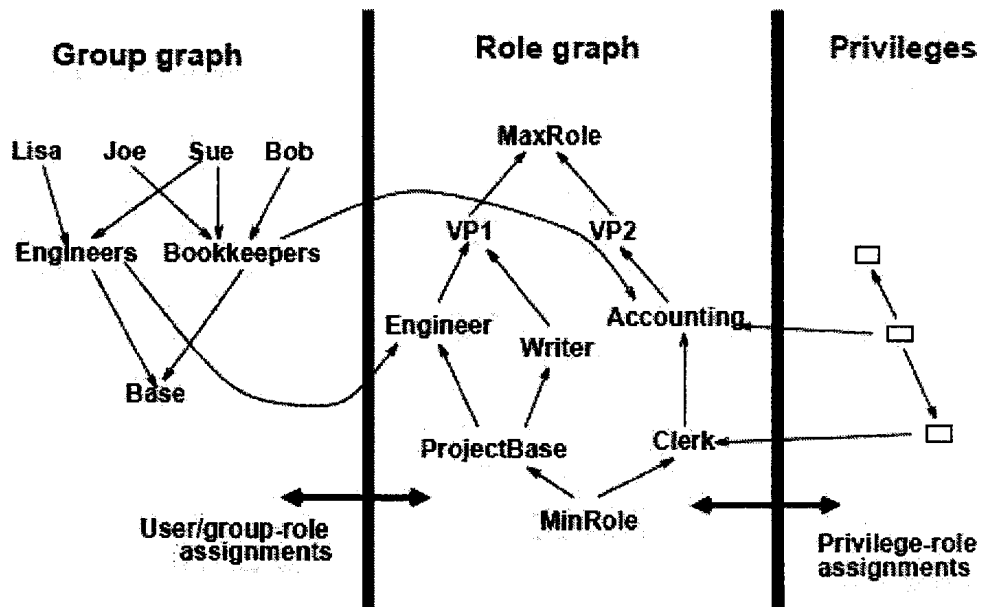 Group graph
Role graph
Privileges
MaxRole
Lisa
Joe
Sue
Bob
VP1
VP2
Engineers
Bookkeepers
Engineer
Accounting
Writer
Base
ProjectBase
Clerk
MinRole
User/group-role
assignments
Privilege-role
assignments